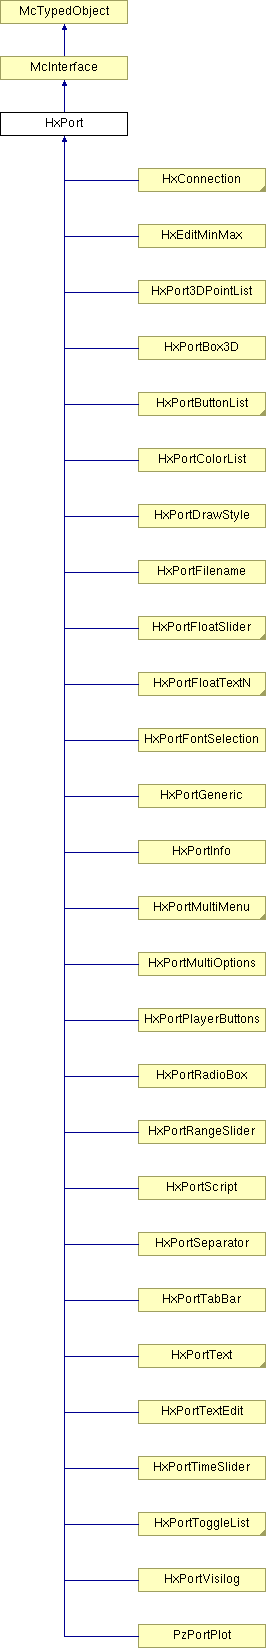 McTypedObject
McInterface
HxPort
HxConnection
HxEditMinMax
HxPort3DPointList
HxPortBox3D
HxPortButtonList
HxPortColorList
HxPortDrawStyle
HxPortFilename
HxPortFloatSlider
HxPortFloatTextN
HxPortFontSelection
HxPortGeneric
HxPortInfo
HxPortMultiMenu
HxPortMultiOptions
HxPortPlayerButtons
HxPortRadioBox
HxPortRangeSlider
HxPortScript
HxPortSeparator
HxPortTabBar
HxPortText
HxPortTextEdit
HxPortTimeSlider
HxPortToggleList
HxPortVisilog
PzPortPlot